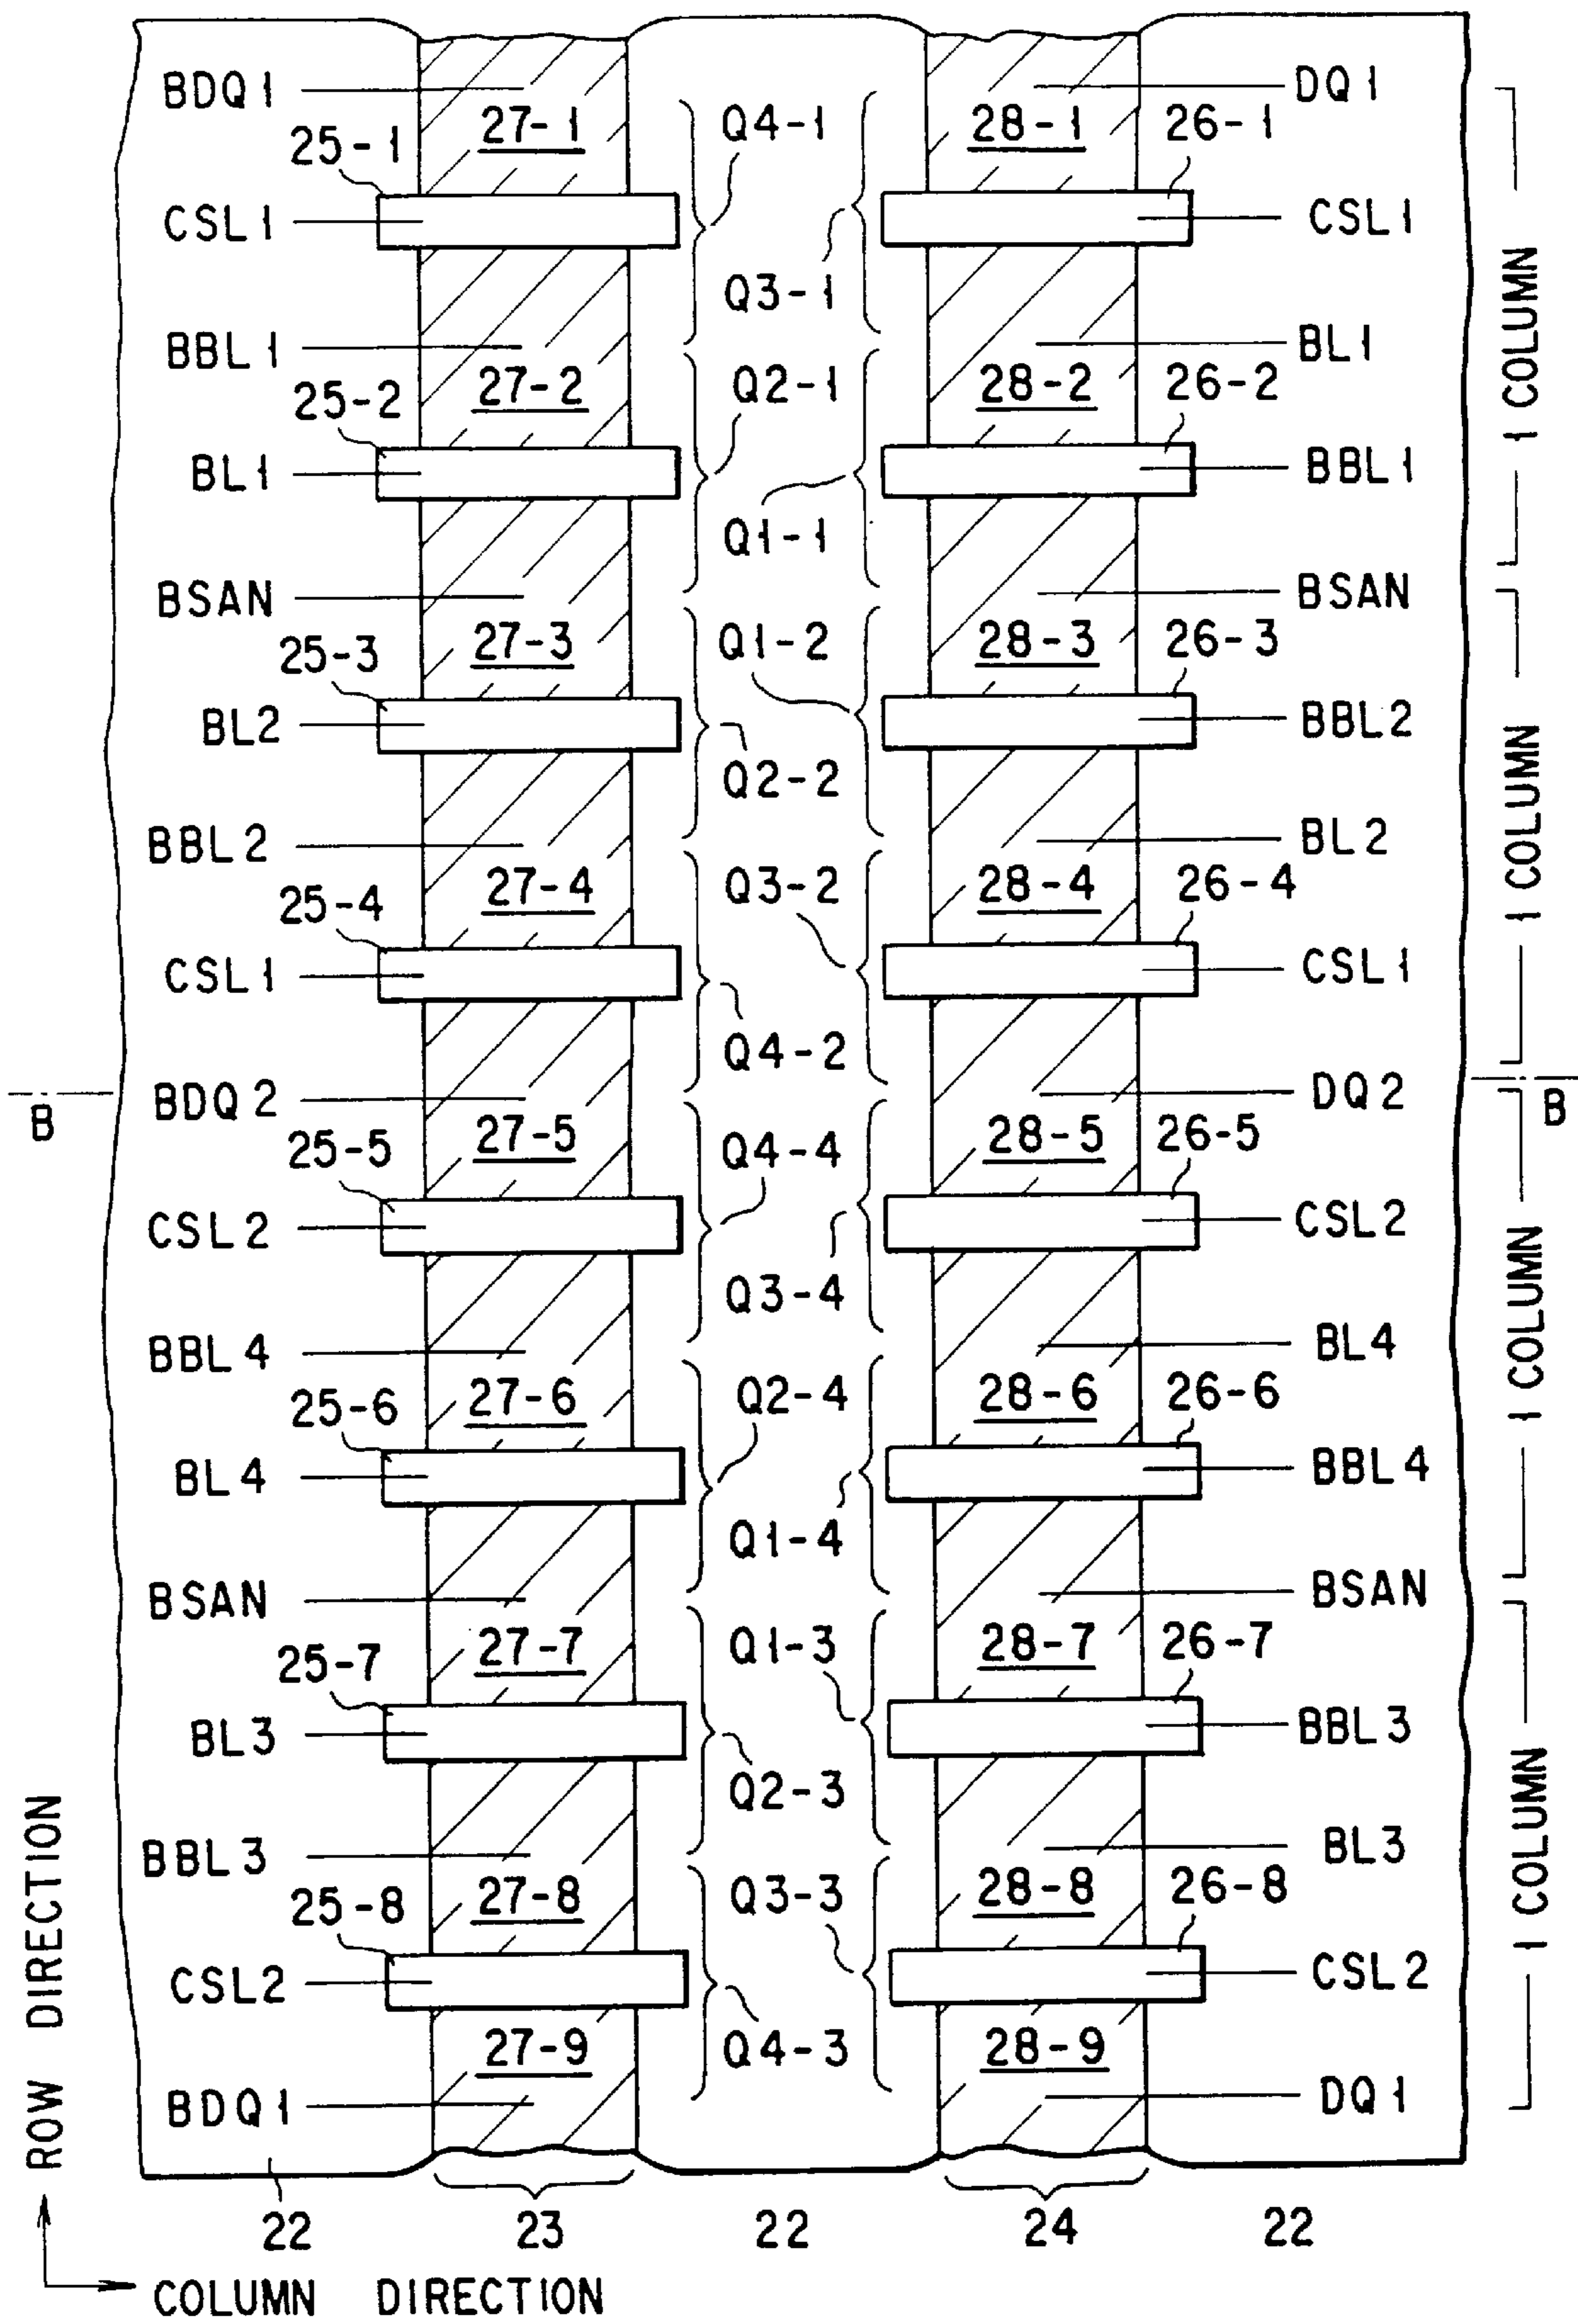 BDQ1 27-1 Q4-1 28-1 DQ1
25-1 26-1
CSL1 CSL1
Q3-1
BBL1 BL1
25-2 27-2 Q2-1 28-2 26-2
BL1 BBL1
Q1-1
1 COLUMN
BSAN BSAN
25-3 27-3 Q1-2 28-3 26-3
BL2 BBL2
Q2-2
BBL2 BL2
25-4 27-4 Q3-2 28-4 26-4
CSL1 CSL1
Q4-2
1 COLUMN
BDQ2 DQ2
B B
25-5 27-5 Q4-4 28-5 26-5
CSL2 CSL2
Q3-4
BBL4 BL4
25-6 27-6 Q2-4 28-6 26-6
BL4 BBL4
Q1-4
1 COLUMN
BSAN BSAN
25-7 27-7 Q1-3 28-7 26-7
BL3 BBL3
Q2-3
BBL3 BL3
25-8 27-8 Q3-3 28-8 26-8
CSL2 CSL2
27-9 Q4-3 28-9
1 COLUMN
BDQ1 DQ1
22 23 22 24 22
ROW DIRECTION
COLUMN DIRECTION